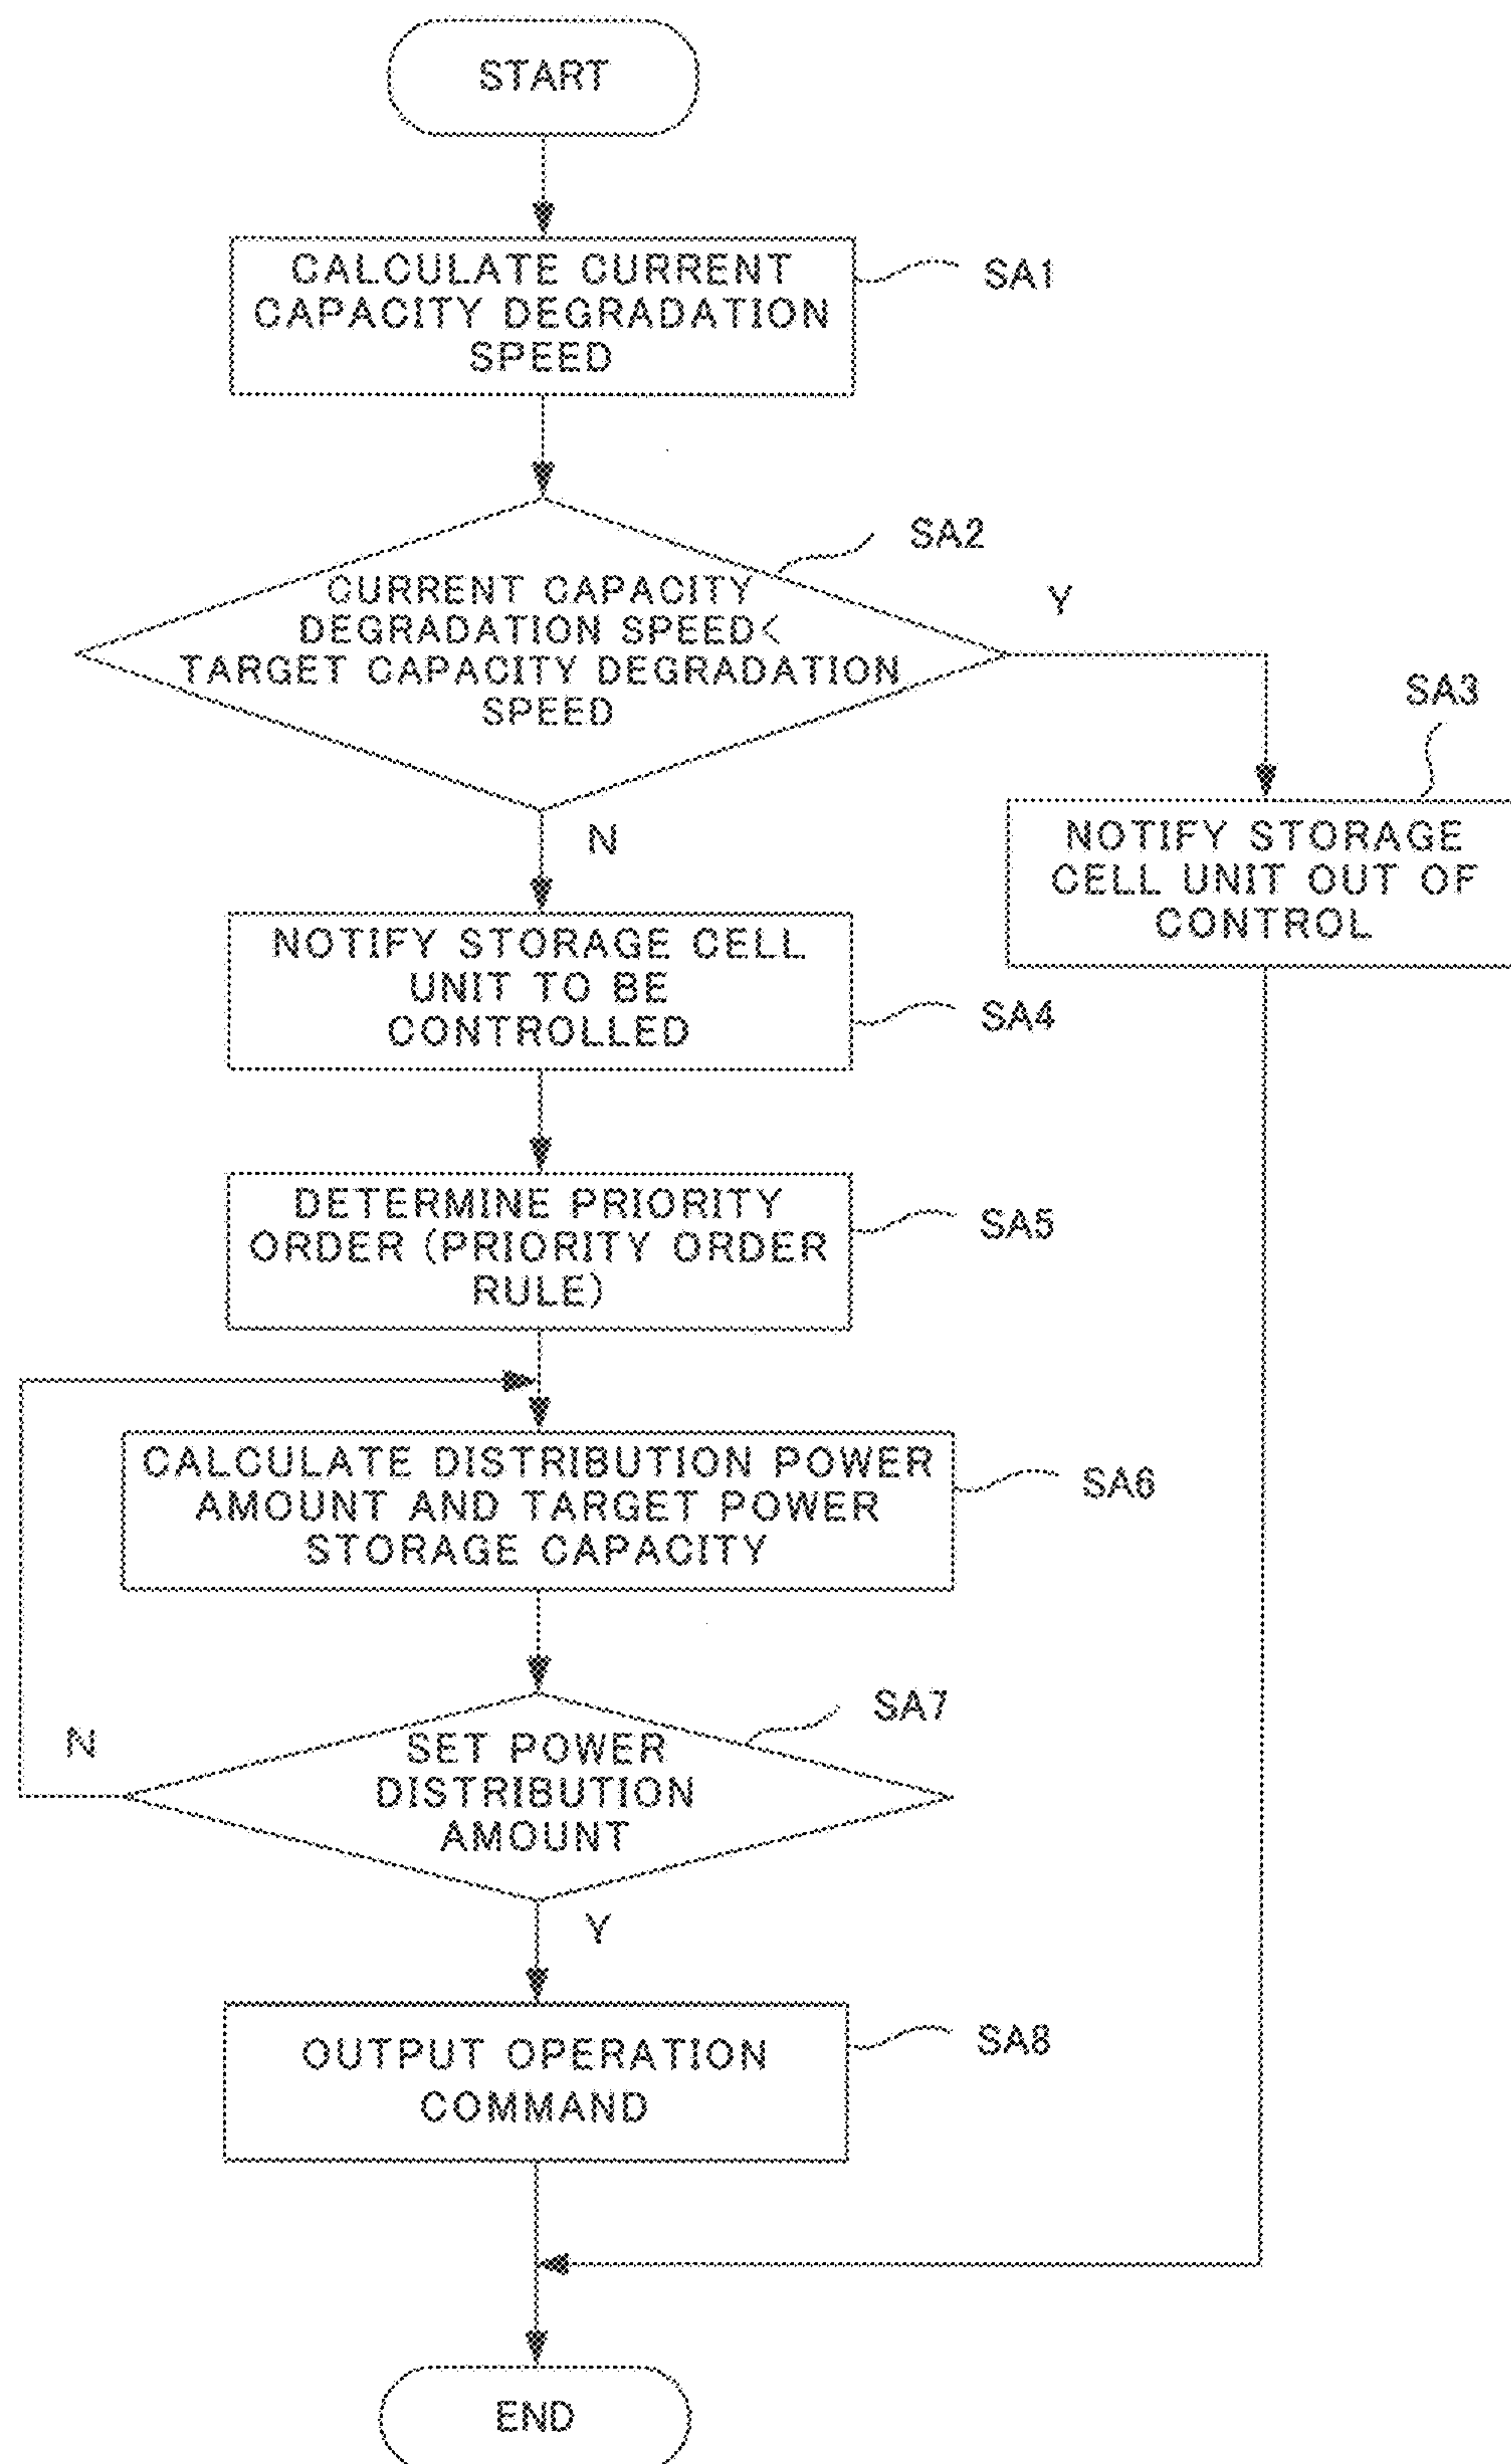 START
CALCULATE CURRENT
CAPACITY DEGRADATION
SPEED
SA1
SA2
CURRENT CAPACITY
DEGRADATION SPEED<
TARGET CAPACITY DEGRADATION
SPEED
Y
SA3
NOTIFY STORAGE
CELL UNIT OUT OF
CONTROL
N
NOTIFY STORAGE CELL
UNIT TO BE
CONTROLLED
SA4
DETERMINE PRIORITY
ORDER (PRIORITY ORDER
RULE)
SA5
CALCULATE DISTRIBUTION POWER
AMOUNT AND TARGET POWER
STORAGE CAPACITY
SA6
SA7
N
SET POWER
DISTRIBUTION
AMOUNT
Y
OUTPUT OPERATION
COMMAND
SA8
END